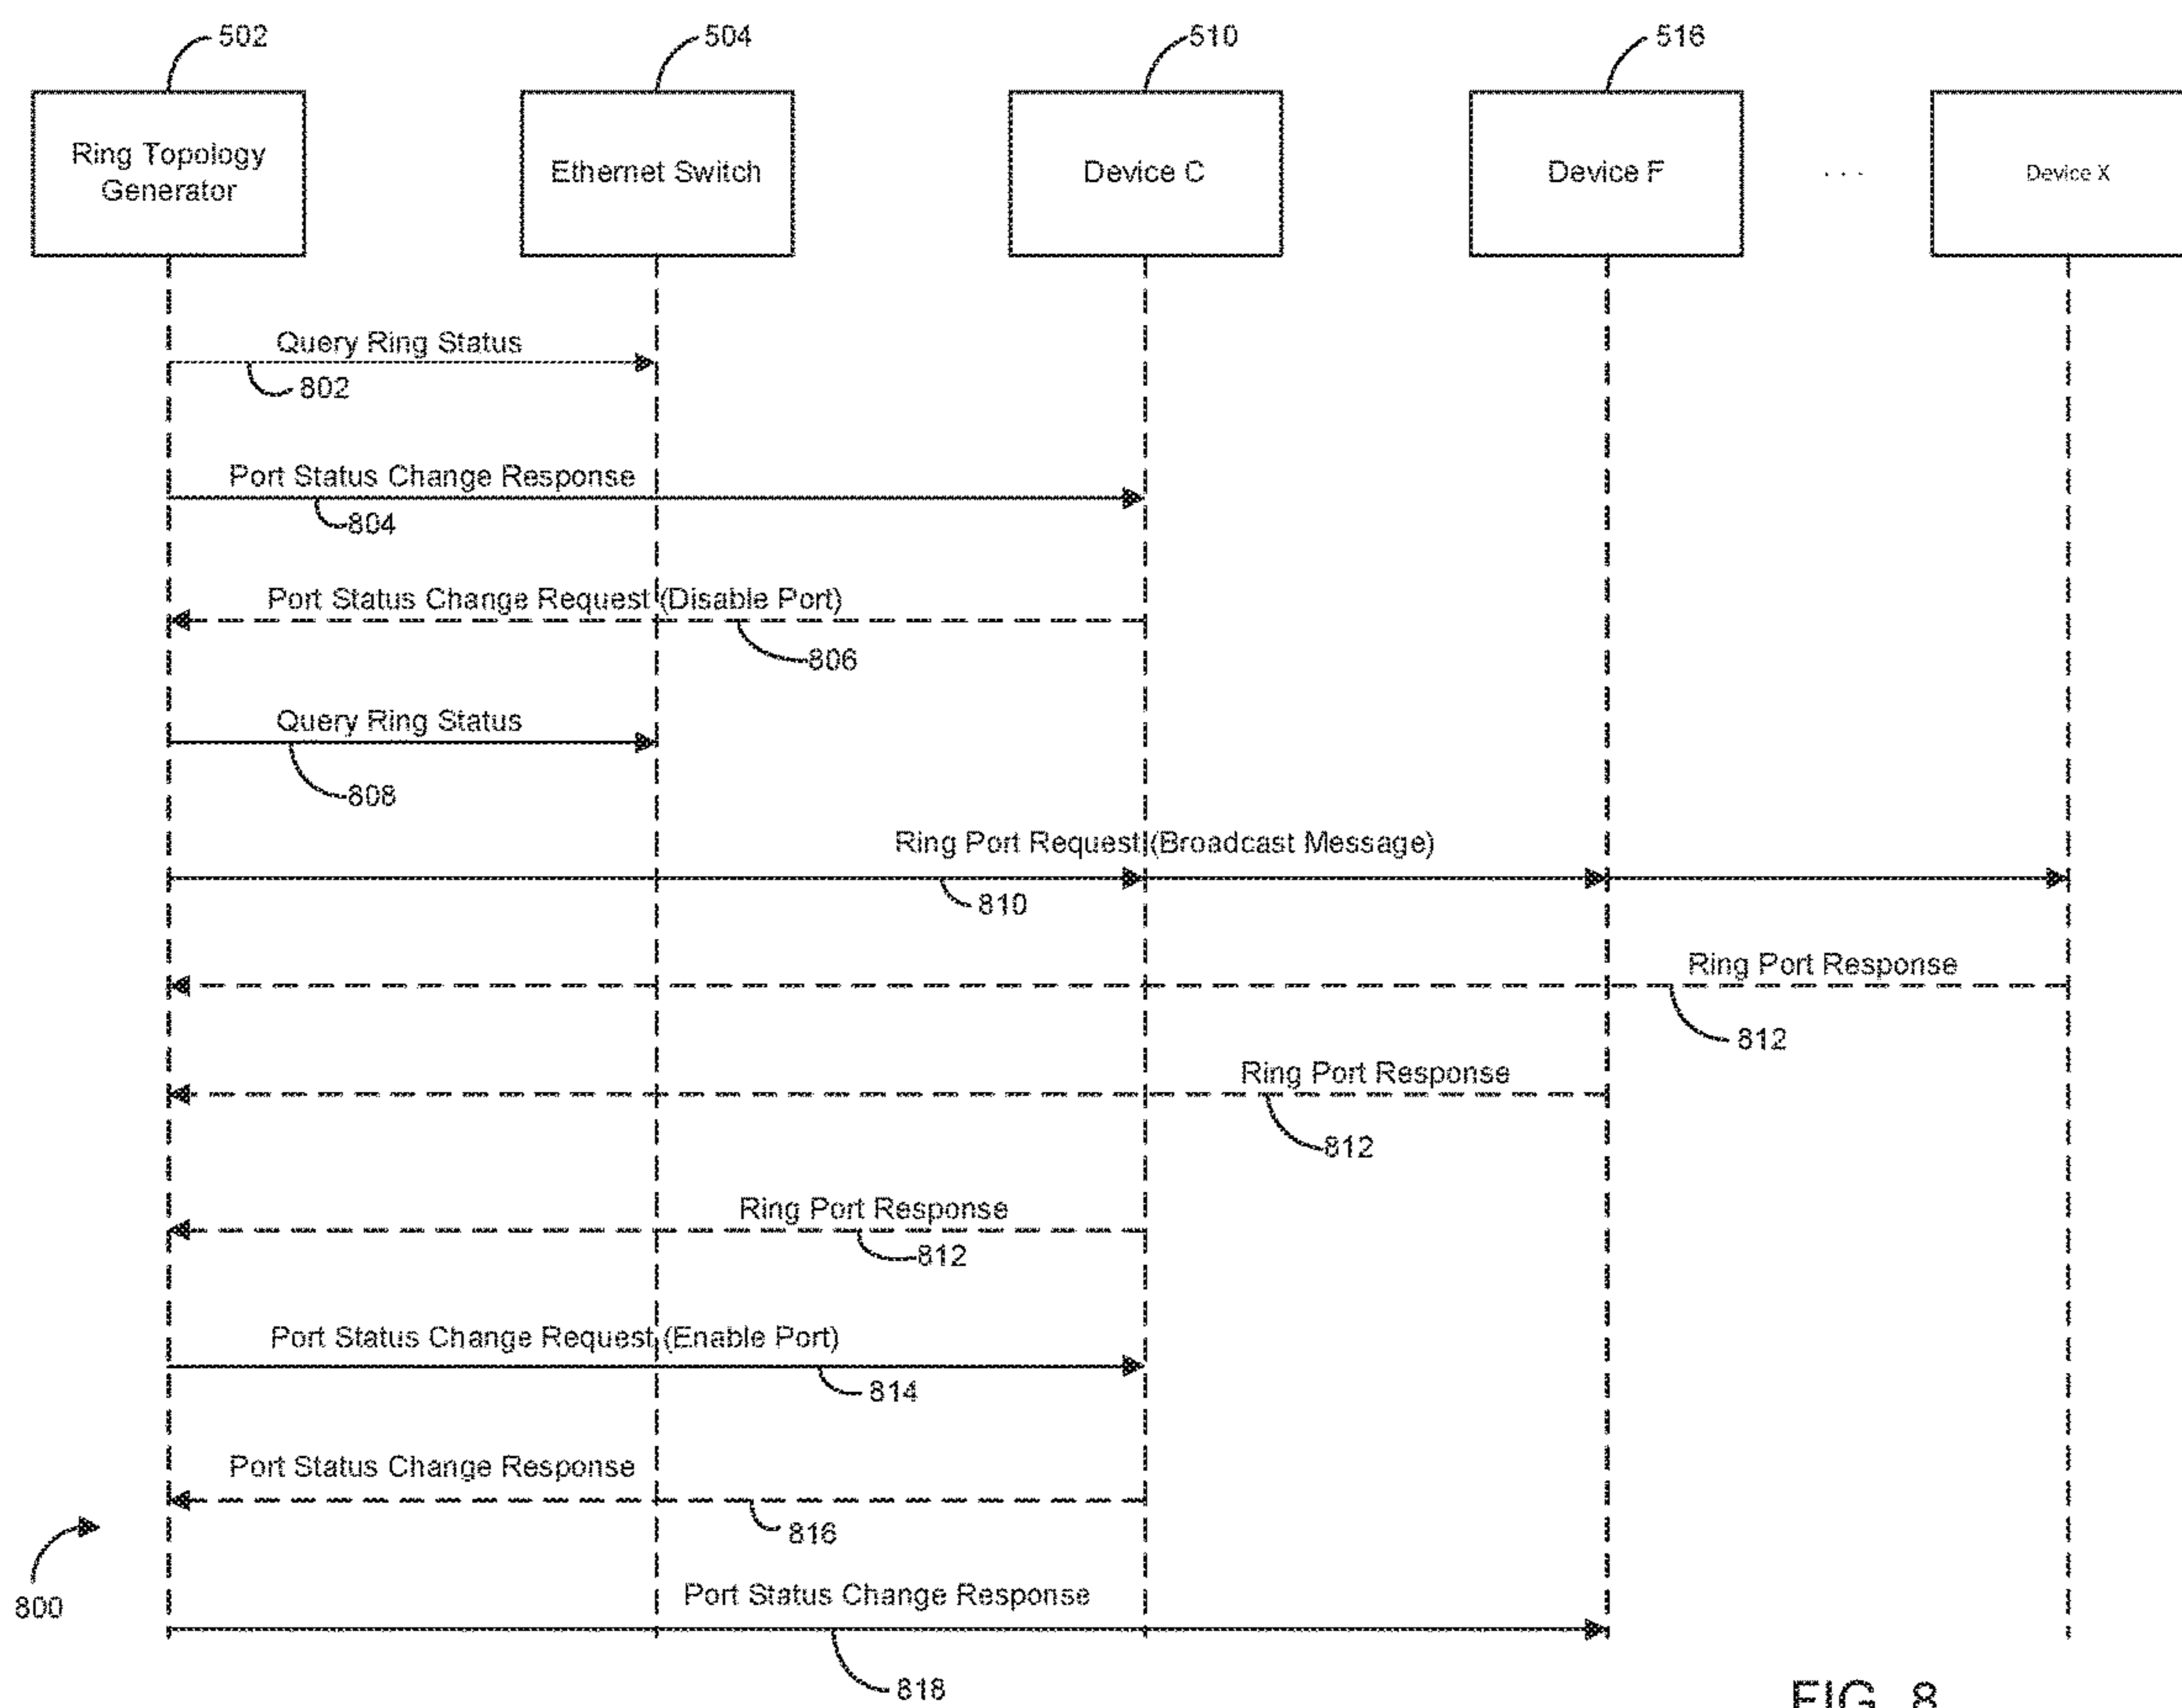 502
504
510
516
Ring Topology
Generator
Ethernet Switch
Device C
Device F
. . .
Device X
Query Ring Status
802
Port Status Change Response
804
Port Status Change Request (Disable Port)
806
Query Ring Status
808
Ring Port Request (Broadcast Message)
810
Ring Port Response
812
Ring Port Response
812
Ring Port Response
812
Port Status Change Request (Enable Port)
814
Port Status Change Response
816
800
Port Status Change Response
818
FIG. 8